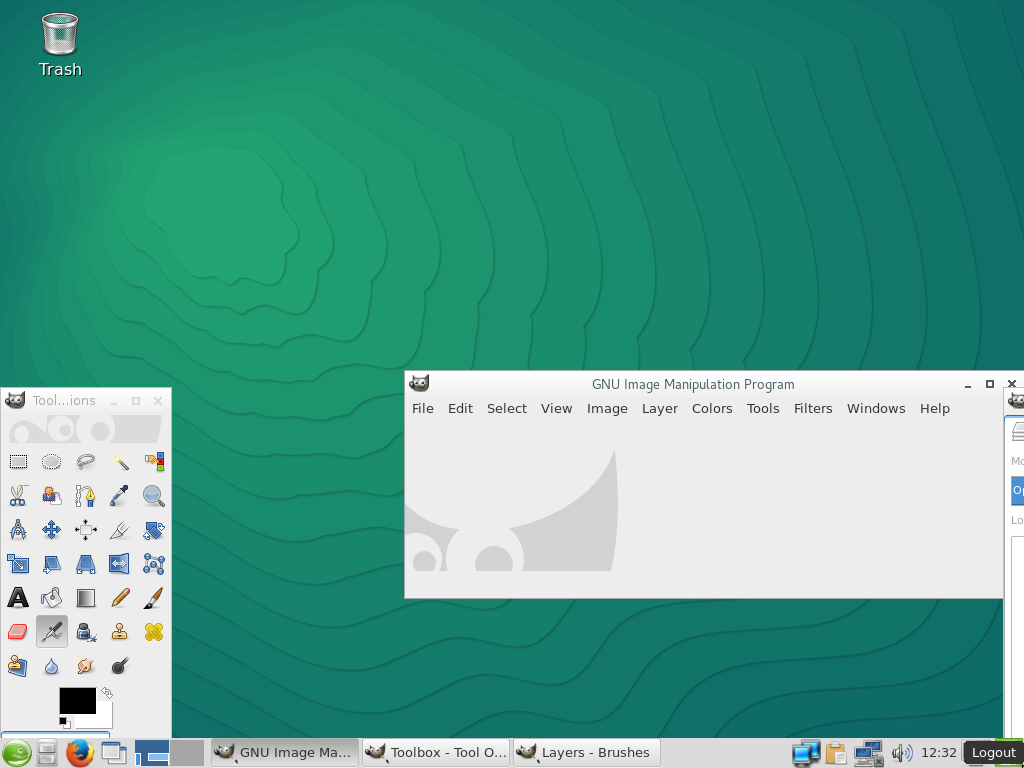 Trash
GNU Image Manipulation Program
File Edit Select View Image Layer Colors Tools Filters Windows Help
Tool...ions
GNU Image Ma...
Toolbox - Tool O...
Layers - Brushes
12:32
Logout